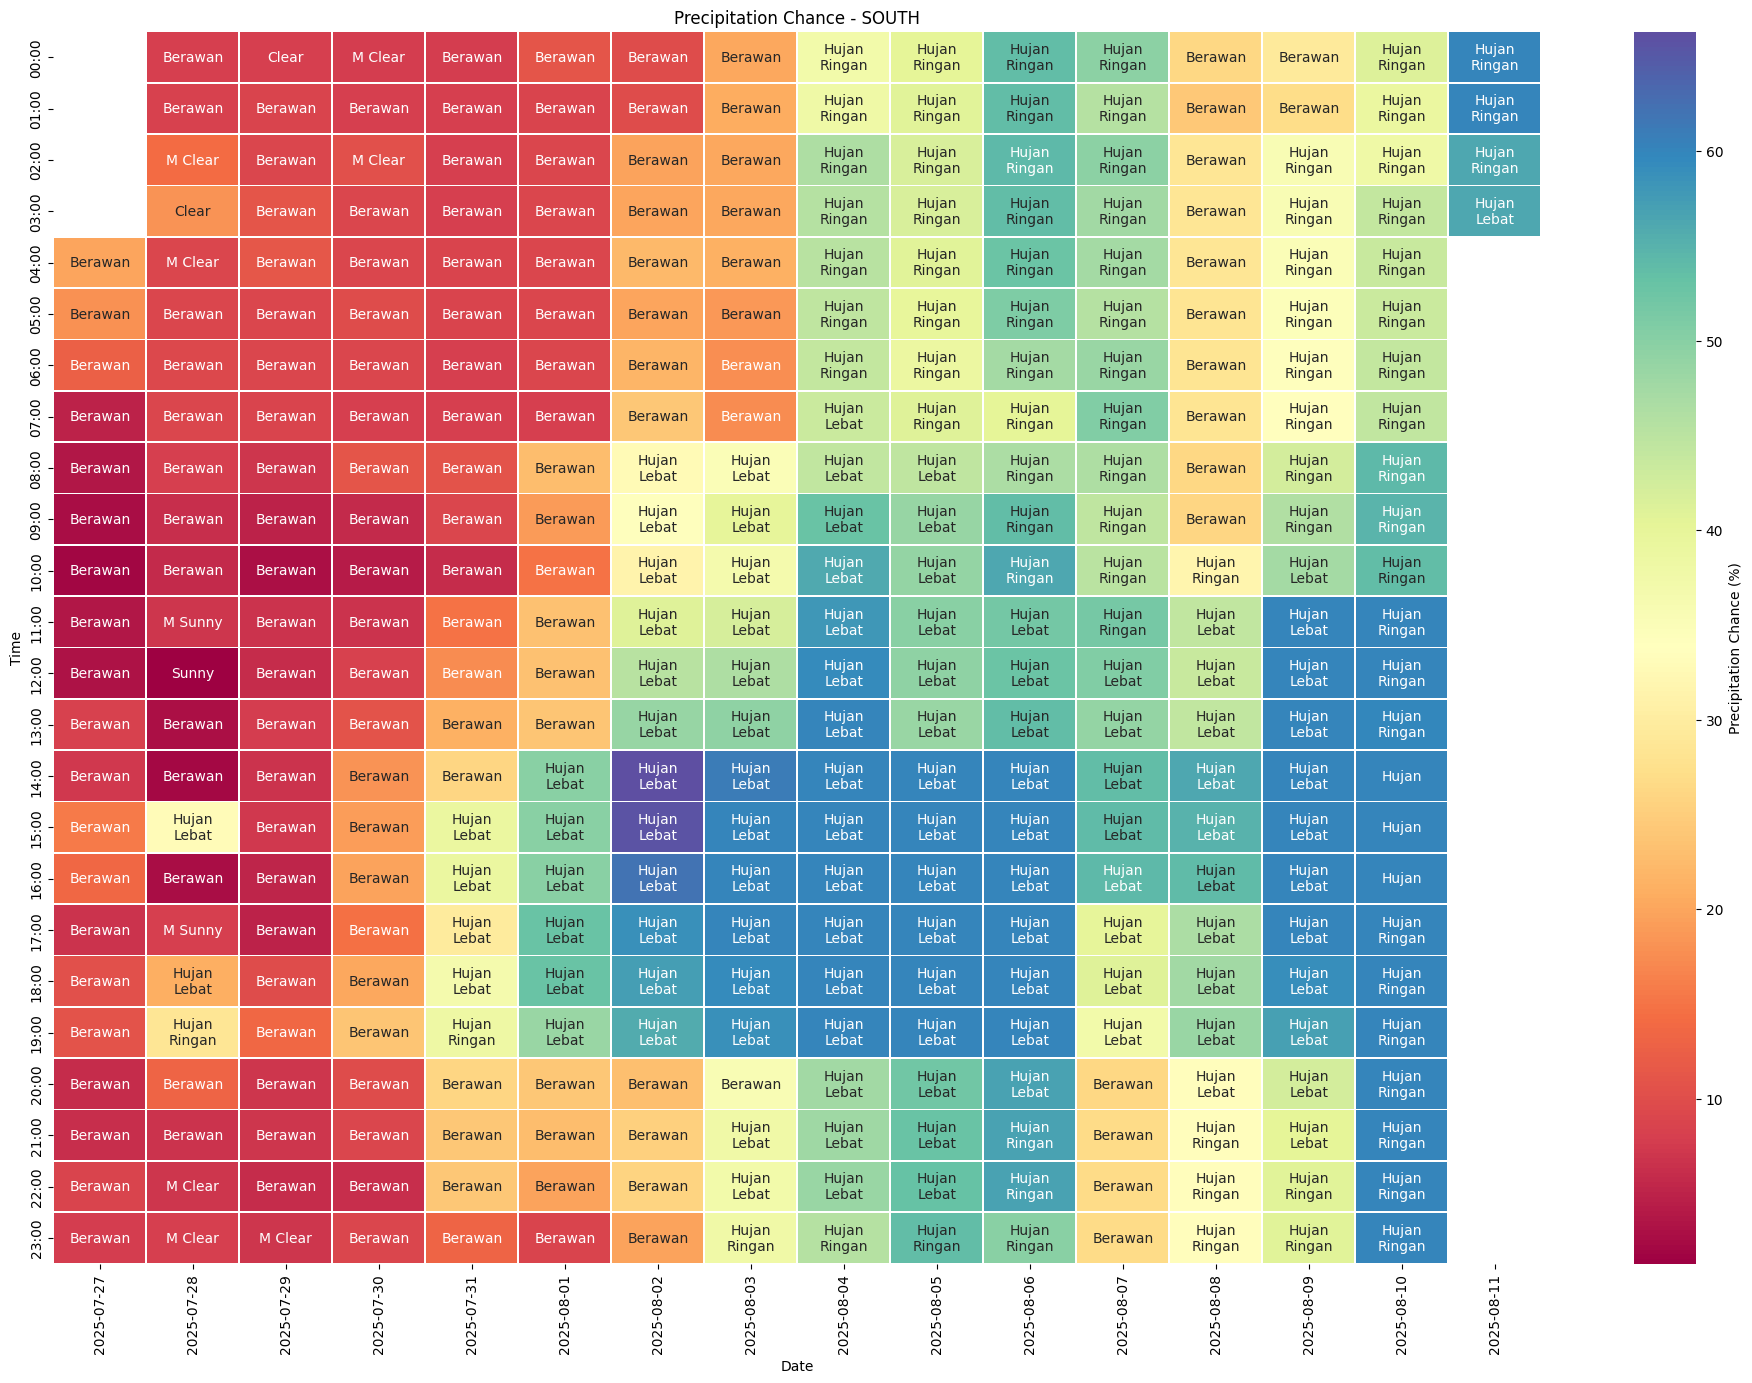 Precipitation Chance - SOUTH
00:00 Berawan Clear M Clear Berawan Berawan Berawan Berawan Hujan Ringan Hujan Ringan Hujan Ringan Hujan Ringan Berawan Berawan Hujan Ringan Hujan Ringan
01:00 Berawan Berawan Berawan Berawan Berawan Berawan Berawan Hujan Ringan Hujan Ringan Hujan Ringan Hujan Ringan Berawan Berawan Hujan Ringan Hujan Ringan
02:00 M Clear Berawan M Clear Berawan Berawan Berawan Berawan Hujan Ringan Hujan Ringan Hujan Ringan Hujan Ringan Berawan Hujan Ringan Hujan Ringan Hujan Ringan
03:00 Clear Berawan Berawan Berawan Berawan Berawan Berawan Hujan Ringan Hujan Ringan Hujan Ringan Hujan Ringan Berawan Hujan Ringan Hujan Ringan Hujan Lebat
04:00 Berawan M Clear Berawan Berawan Berawan Berawan Berawan Berawan Hujan Ringan Hujan Ringan Hujan Ringan Hujan Ringan Berawan Hujan Ringan Hujan Ringan
05:00 Berawan Berawan Berawan Berawan Berawan Berawan Berawan Berawan Hujan Ringan Hujan Ringan Hujan Ringan Hujan Ringan Berawan Hujan Ringan Hujan Ringan
06:00 Berawan Berawan Berawan Berawan Berawan Berawan Berawan Berawan Hujan Ringan Hujan Ringan Hujan Ringan Hujan Ringan Berawan Hujan Ringan Hujan Ringan
07:00 Berawan Berawan Berawan Berawan Berawan Berawan Berawan Berawan Hujan Lebat Hujan Ringan Hujan Ringan Hujan Ringan Berawan Hujan Ringan Hujan Ringan
08:00 Berawan Berawan Berawan Berawan Berawan Berawan Hujan Lebat Hujan Lebat Hujan Lebat Hujan Lebat Hujan Ringan Hujan Ringan Berawan Hujan Ringan Hujan Ringan
09:00 Berawan Berawan Berawan Berawan Berawan Berawan Hujan Lebat Hujan Lebat Hujan Lebat Hujan Lebat Hujan Ringan Hujan Ringan Berawan Hujan Ringan Hujan Ringan
10:00 Berawan Berawan Berawan Berawan Berawan Berawan Hujan Lebat Hujan Lebat Hujan Lebat Hujan Lebat Hujan Ringan Hujan Ringan Hujan Ringan Hujan Lebat Hujan Ringan
11:00 Berawan M Sunny Berawan Berawan Berawan Berawan Hujan Lebat Hujan Lebat Hujan Lebat Hujan Lebat Hujan Lebat Hujan Ringan Hujan Lebat Hujan Lebat Hujan Ringan
12:00 Berawan Sunny Berawan Berawan Berawan Berawan Hujan Lebat Hujan Lebat Hujan Lebat Hujan Lebat Hujan Lebat Hujan Lebat Hujan Lebat Hujan Lebat Hujan Ringan
13:00 Berawan Berawan Berawan Berawan Berawan Berawan Hujan Lebat Hujan Lebat Hujan Lebat Hujan Lebat Hujan Lebat Hujan Lebat Hujan Lebat Hujan Lebat Hujan Ringan
14:00 Berawan Berawan Berawan Berawan Berawan Hujan Lebat Hujan Lebat Hujan Lebat Hujan Lebat Hujan Lebat Hujan Lebat Hujan Lebat Hujan Lebat Hujan Lebat Hujan
15:00 Berawan Hujan Lebat Berawan Berawan Hujan Lebat Hujan Lebat Hujan Lebat Hujan Lebat Hujan Lebat Hujan Lebat Hujan Lebat Hujan Lebat Hujan Lebat Hujan Lebat Hujan
16:00 Berawan Berawan Berawan Berawan Hujan Lebat Hujan Lebat Hujan Lebat Hujan Lebat Hujan Lebat Hujan Lebat Hujan Lebat Hujan Lebat Hujan Lebat Hujan Lebat Hujan
17:00 Berawan M Sunny Berawan Berawan Hujan Lebat Hujan Lebat Hujan Lebat Hujan Lebat Hujan Lebat Hujan Lebat Hujan Lebat Hujan Lebat Hujan Lebat Hujan Lebat Hujan Ringan
18:00 Berawan Hujan Lebat Berawan Berawan Hujan Lebat Hujan Lebat Hujan Lebat Hujan Lebat Hujan Lebat Hujan Lebat Hujan Lebat Hujan Lebat Hujan Lebat Hujan Lebat Hujan Ringan
19:00 Berawan Hujan Ringan Berawan Berawan Hujan Ringan Hujan Lebat Hujan Lebat Hujan Lebat Hujan Lebat Hujan Lebat Hujan Lebat Hujan Lebat Hujan Lebat Hujan Lebat Hujan Ringan
20:00 Berawan Berawan Berawan Berawan Berawan Berawan Berawan Berawan Hujan Lebat Hujan Lebat Hujan Lebat Berawan Hujan Lebat Hujan Lebat Hujan Ringan
21:00 Berawan Berawan Berawan Berawan Berawan Berawan Berawan Hujan Lebat Hujan Lebat Hujan Lebat Hujan Ringan Berawan Hujan Ringan Hujan Lebat Hujan Ringan
22:00 Berawan M Clear Berawan Berawan Berawan Berawan Berawan Hujan Lebat Hujan Lebat Hujan Lebat Hujan Ringan Berawan Hujan Ringan Hujan Ringan Hujan Ringan
23:00 Berawan M Clear M Clear Berawan Berawan Berawan Berawan Hujan Ringan Hujan Ringan Hujan Ringan Hujan Ringan Berawan Hujan Ringan Hujan Ringan Hujan Ringan
Time
2025-07-27 2025-07-28 2025-07-29 2025-07-30 2025-07-31 2025-08-01 2025-08-02 2025-08-03 2025-08-04 2025-08-05 2025-08-06 2025-08-07 2025-08-08 2025-08-09 2025-08-10 2025-08-11
Date
60
50
40
30
20
10
Precipitation Chance (%)